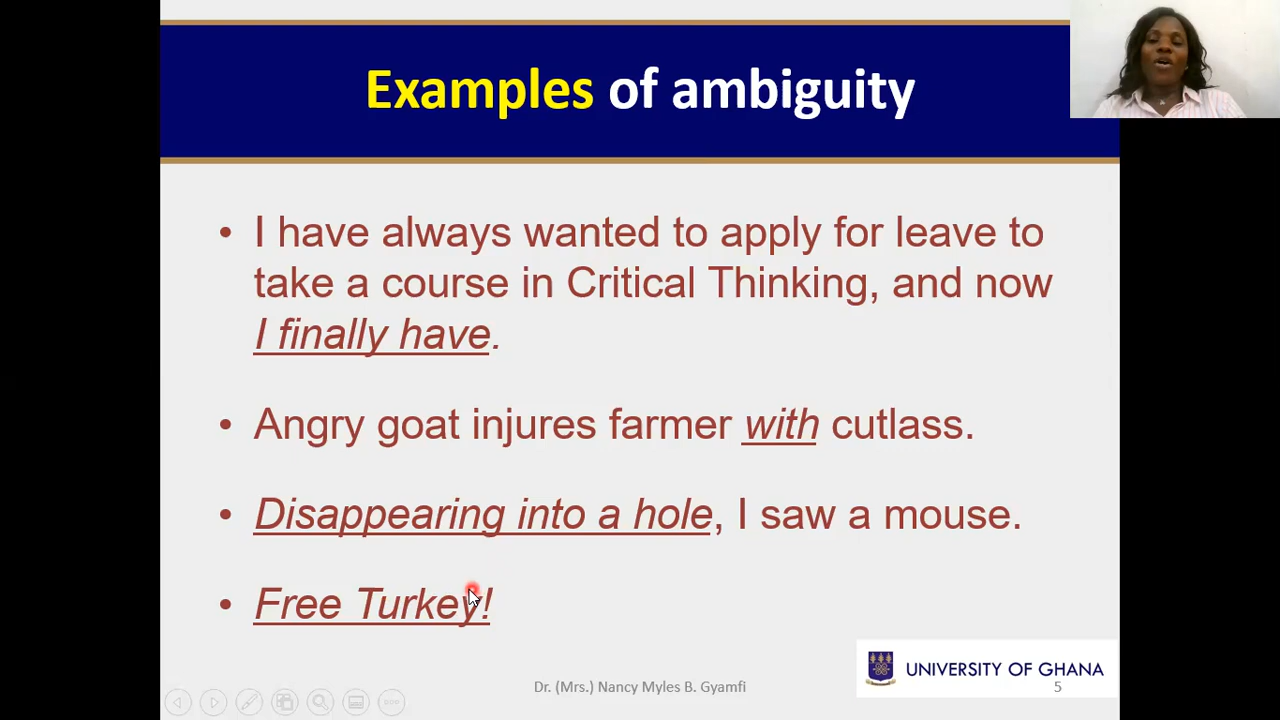 Examples of ambiguity
• I have always wanted to apply for leave to
take a course in Critical Thinking, and now
I finally have.
• Angry goat injures farmer with cutlass.
• Disappearing into a hole, I saw a mouse.
• Free Turkey!
UNIVERSITY OF GHANA
Dr. (Mrs.) Nancy Myles B. Gyamfi
5